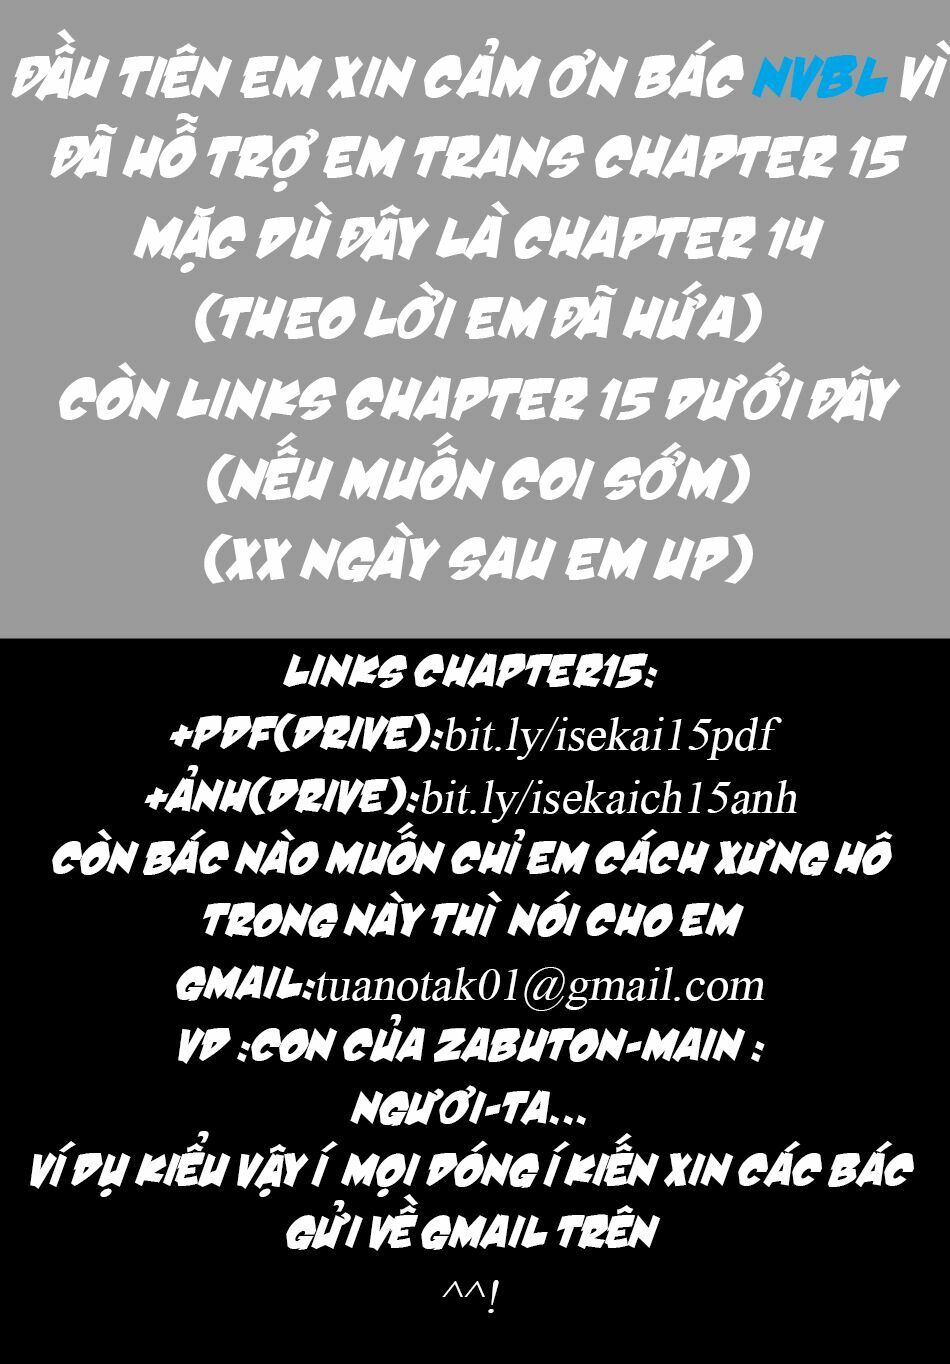 ĐẦU TIÊN EM XIN CẢM ƠN BÁC NVBL VÌ
ĐÃ HỖ TRỢ EM TRANS CHAPTER 15
MẶC DÙ ĐÂY LÀ CHAPTER 14
(THEO LỜI EM ĐÃ HỨA)
CÒN LINKS CHAPTER 15 DƯỚI ĐÂY
(NẾU MUỐN COI SỚM)
(XX NGÀY SAU EM UP)
LINKS CHAPTER15:
+PDF(DRIVE):bit.ly/isekai15pdf
+ẢNH(DRIVE):bit.ly/isekaich15anh
CÒN BÁC NÀO MUỐN CHỈ EM CÁCH XƯNG HÔ
TRONG NÀY THÌ NÓI CHO EM
GMAIL:tuanotak01@gmail.com
VD :CON CỦA ZABUTON-MAIN :
NGƯƠI-TA...
VÍ DỤ KIỂU VẬY Í MỌI DÓNG Í KIẾN XIN CÁC BÁC
GỬI VỀ GMAIL TRÊN
^^!